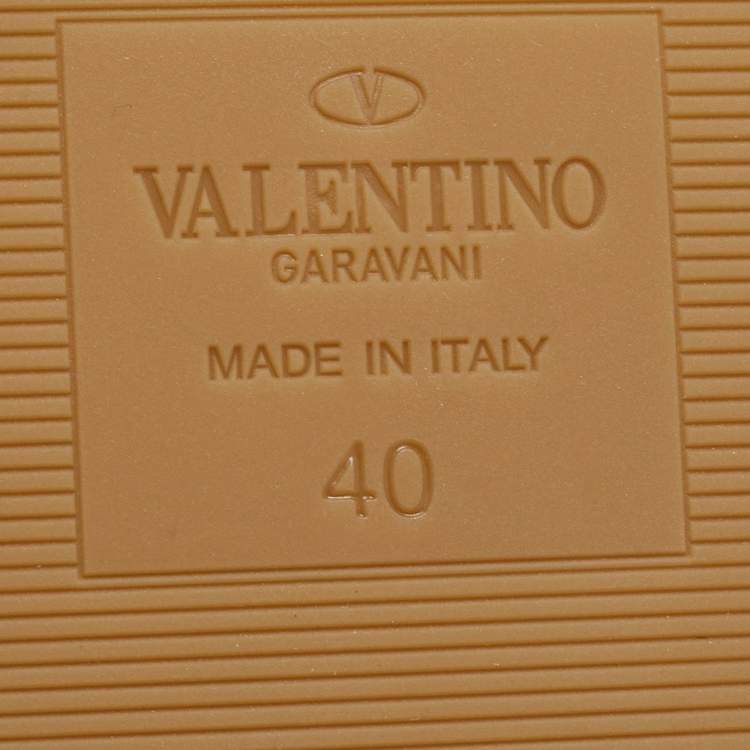 V
VALENTINO
GARAVANI
MADE IN ITALY
40